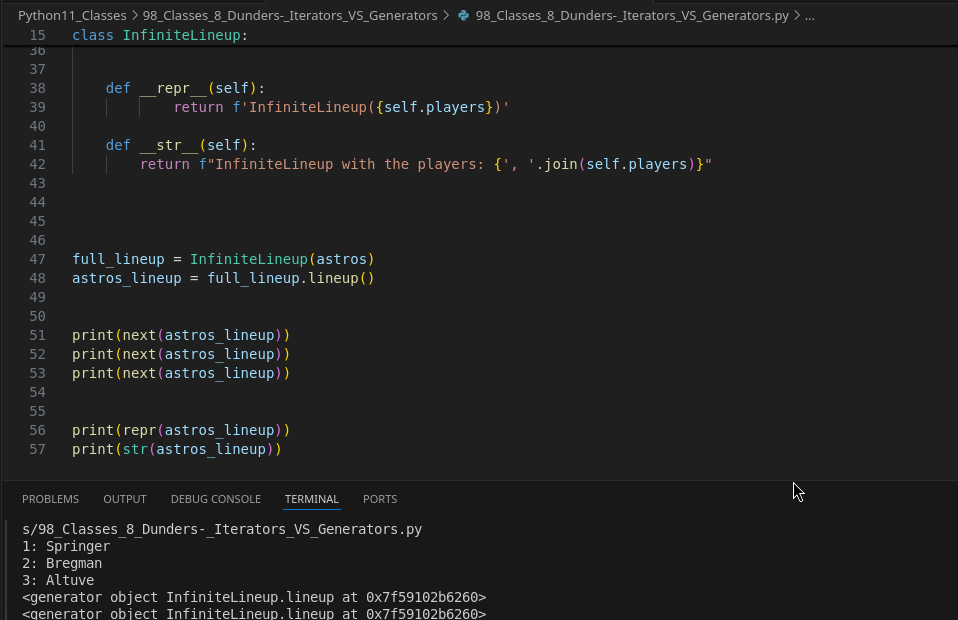 Python11_Classes > 98_Classes_8_Dunders-_Iterators_VS_Generators > 98_Classes_8_Dunders-_Iterators_VS_Generators.py > ...
15 class InfiniteLineup:
36
37
38 def __repr__(self):
39 return f'InfiniteLineup({self.players})'
40
41 def __str__(self):
42 return f"InfiniteLineup with the players: {', '.join(self.players)}"
43
44
45
46
47 full_lineup = InfiniteLineup(astros)
48 astros_lineup = full_lineup.lineup()
49
50
51 print(next(astros_lineup))
52 print(next(astros_lineup))
53 print(next(astros_lineup))
54
55
56 print(repr(astros_lineup))
57 print(str(astros_lineup))
PROBLEMS OUTPUT DEBUG CONSOLE TERMINAL PORTS
s/98_Classes_8_Dunders-_Iterators_VS_Generators.py
1: Springer
2: Bregman
3: Altuve
<generator object InfiniteLineup.lineup at 0x7f59102b6260>
<generator object InfiniteLineup.lineup at 0x7f59102b6260>